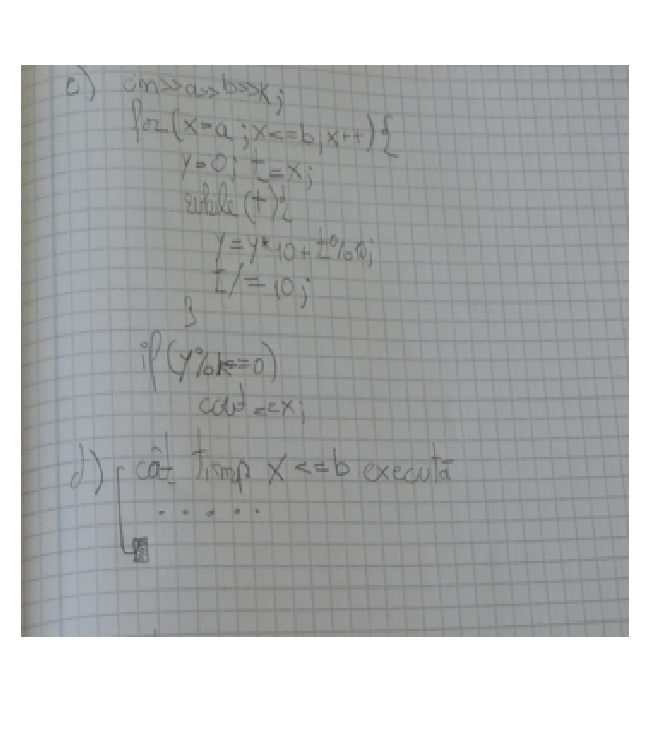 c) cin>>a>>b>>k;
for(x=a;x<=b,x++){
y=0; t=x;
while(t){
y=y*10+t%10;
t/=10;
}
if(y%k==0)
cout<<x;
d) cât timp x<=b execută
. . . . .